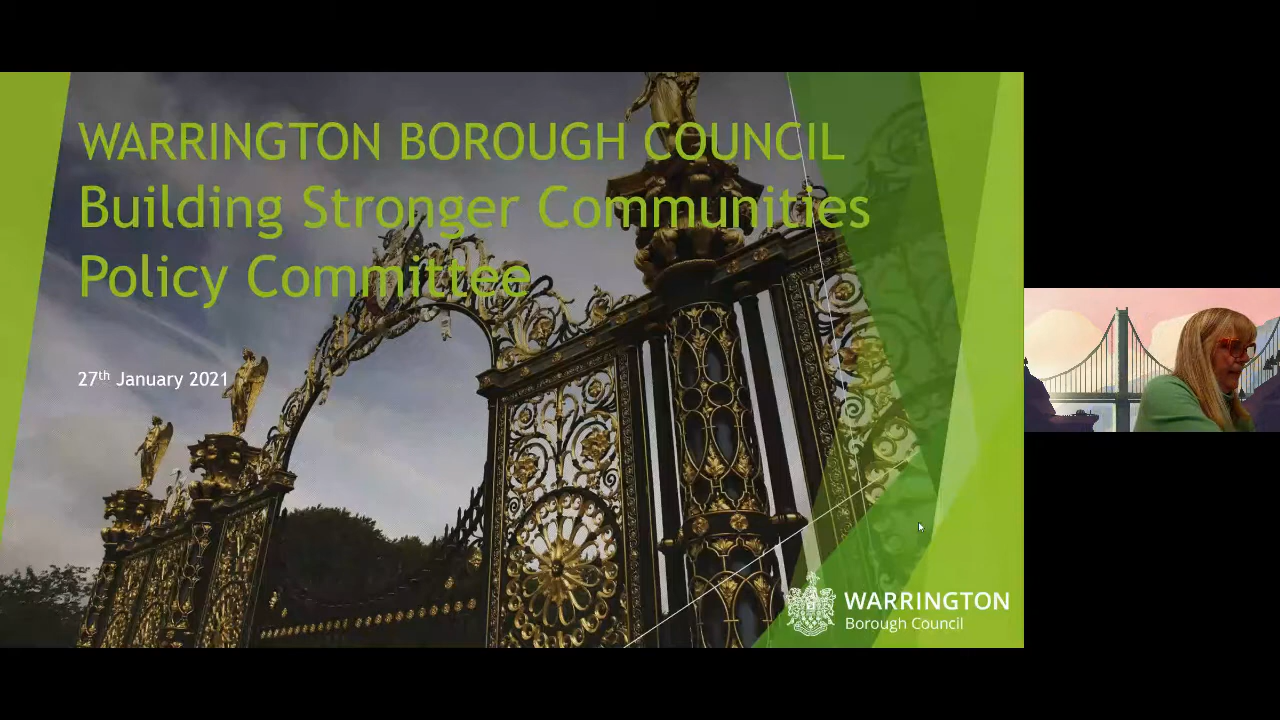 WARRINGTON BOROUGH COUNCIL
Building Stronger Communities
Policy Committee
27th January 2021
WARRINGTON
Borough Council